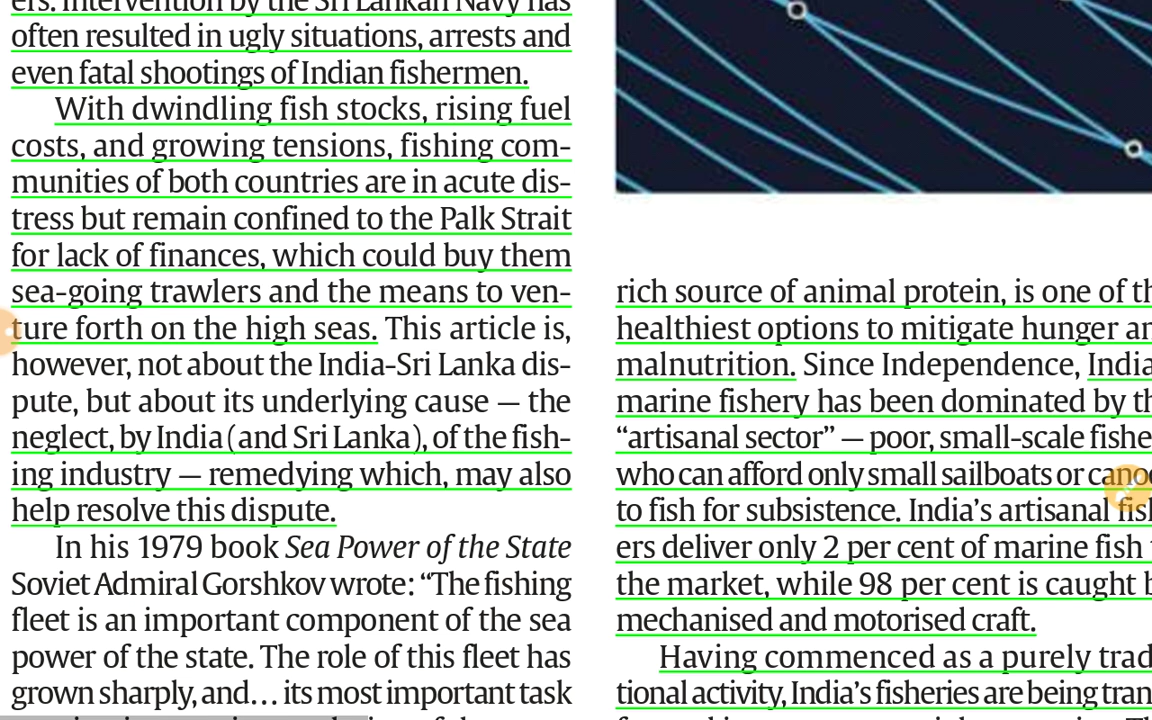 ers. Intervention by the Sri Lankan Navy has
often resulted in ugly situations, arrests and
even fatal shootings of Indian fishermen.
With dwindling fish stocks, rising fuel
costs, and growing tensions, fishing com-
munities of both countries are in acute dis-
tress but remain confined to the Palk Strait
for lack of finances, which could buy them
sea-going trawlers and the means to ven-
ture forth on the high seas. This article is,
however, not about the India-Sri Lanka dis-
pute, but about its underlying cause — the
neglect, by India (and Sri Lanka), of the fish-
ing industry — remedying which, may also
help resolve this dispute.
In his 1979 book Sea Power of the State
Soviet Admiral Gorshkov wrote: “The fishing
fleet is an important component of the sea
power of the state. The role of this fleet has
grown sharply, and... its most important task
rich source of animal protein, is one of th
healthiest options to mitigate hunger an
malnutrition. Since Independence, India
marine fishery has been dominated by th
“artisanal sector” — poor, small-scale fishe
who can afford only small sailboats or cano
to fish for subsistence. India’s artisanal fish
ers deliver only 2 per cent of marine fish
the market, while 98 per cent is caught b
mechanised and motorised craft.
Having commenced as a purely trad
tional activity, India’s fisheries are being tran